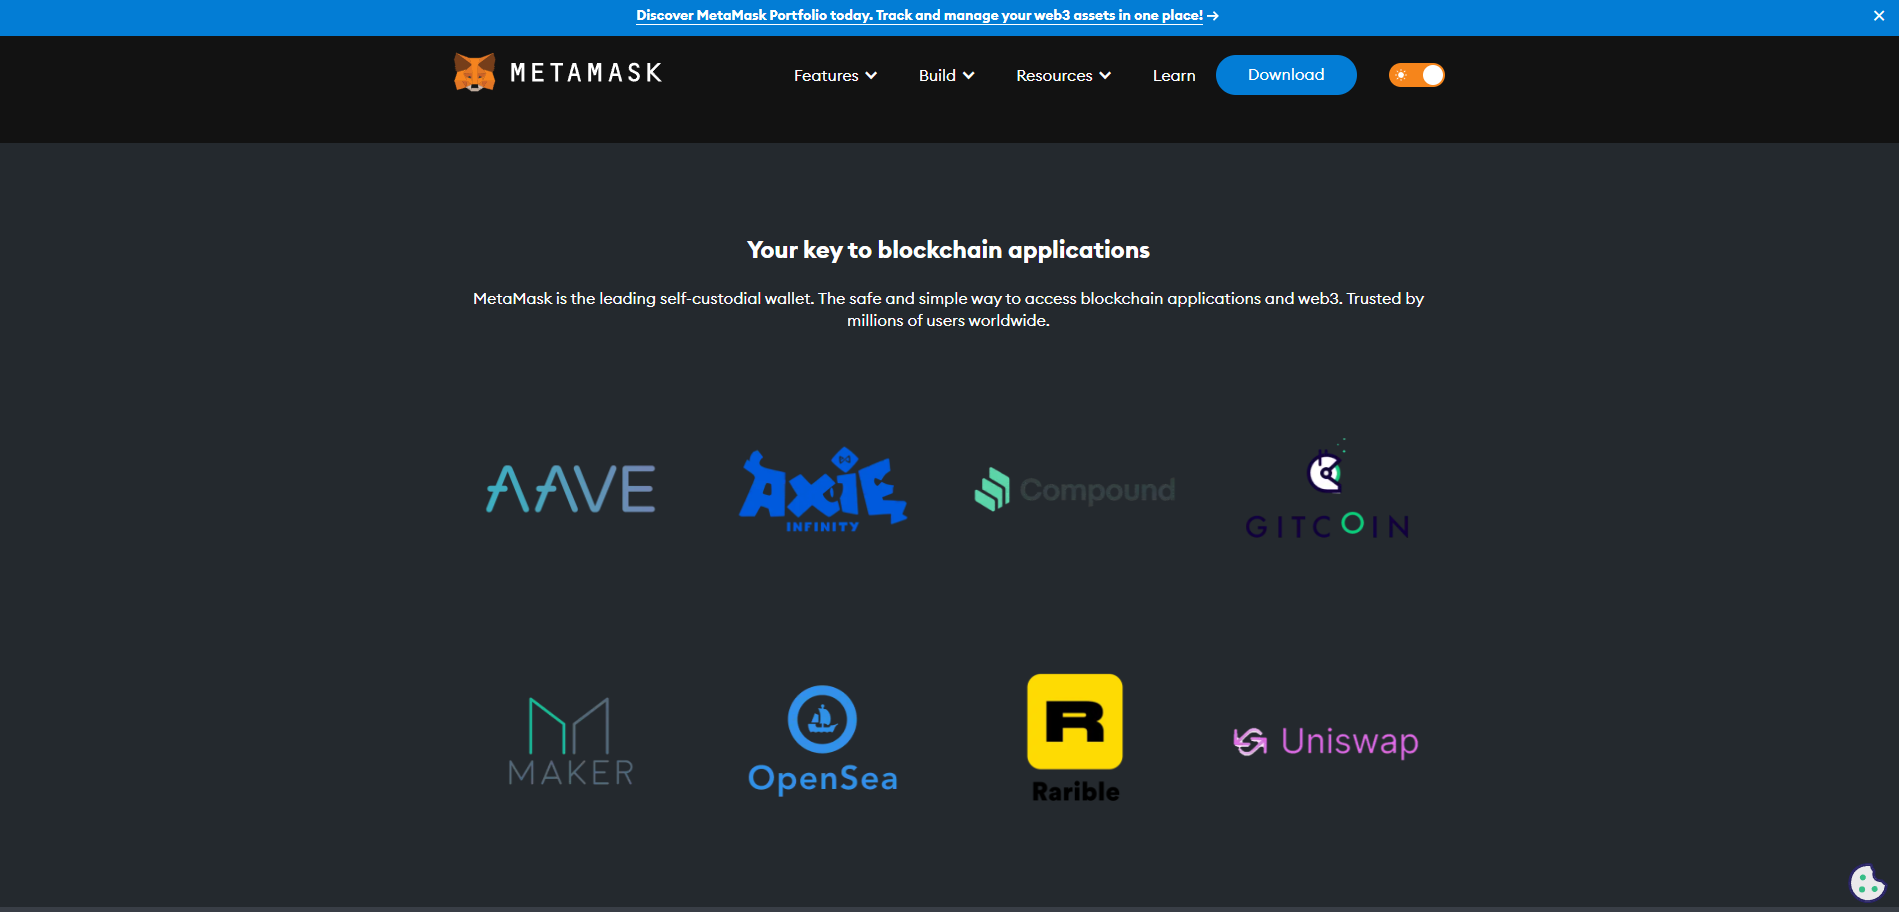 Discover MetaMask Portfolio today. Track and manage your web3 assets in one place! →
METAMASK
Features
Build
Resources
Learn
Download
Your key to blockchain applications
MetaMask is the leading self-custodial wallet. The safe and simple way to access blockchain applications and web3. Trusted by
millions of users worldwide.
AAVE
AXIE
INFINITY
Compound
GITCOIN
MAKER
OpenSea
R
Rarible
Uniswap